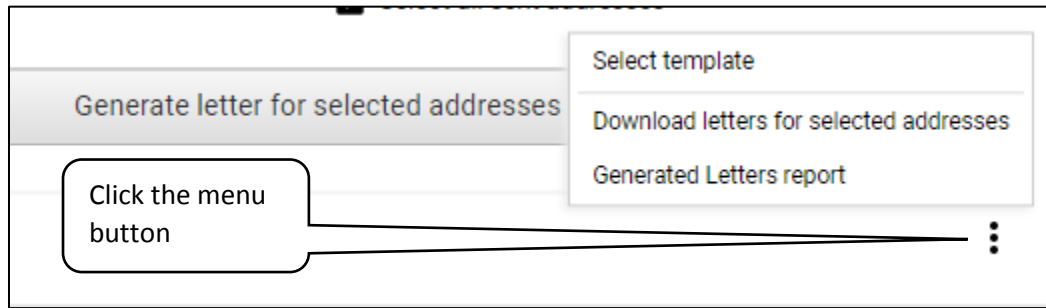 Select template
Generate letter for selected addresses
Download letters for selected addresses
Generated Letters report
Click the menu
button